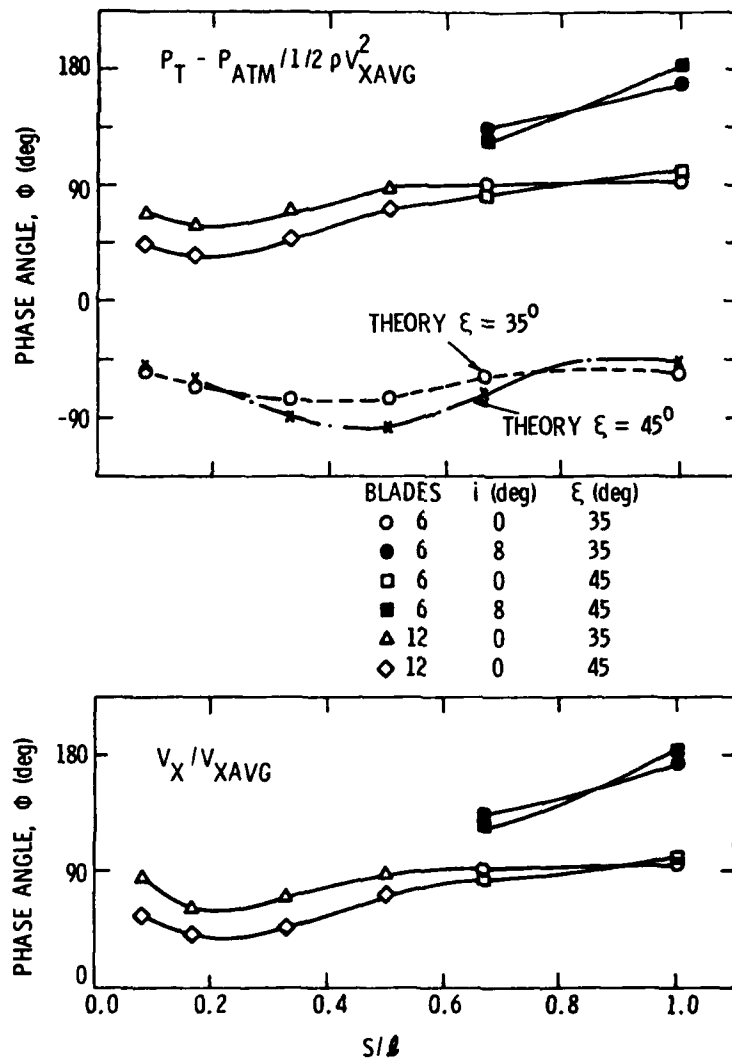 P_T - P_ATM / 1/2 ρV²_XAVG
180
90
0
-90
PHASE ANGLE, Φ (deg)
THEORY ξ = 35⁰
THEORY ξ = 45⁰
BLADES i (deg) ξ (deg)
○ 6 0 35
● 6 8 35
□ 6 0 45
■ 6 8 45
△ 12 0 35
◇ 12 0 45
V_X / V_XAVG
180
90
0
PHASE ANGLE, Φ (deg)
0.0 0.2 0.4 0.6 0.8 1.0
S/ℓ